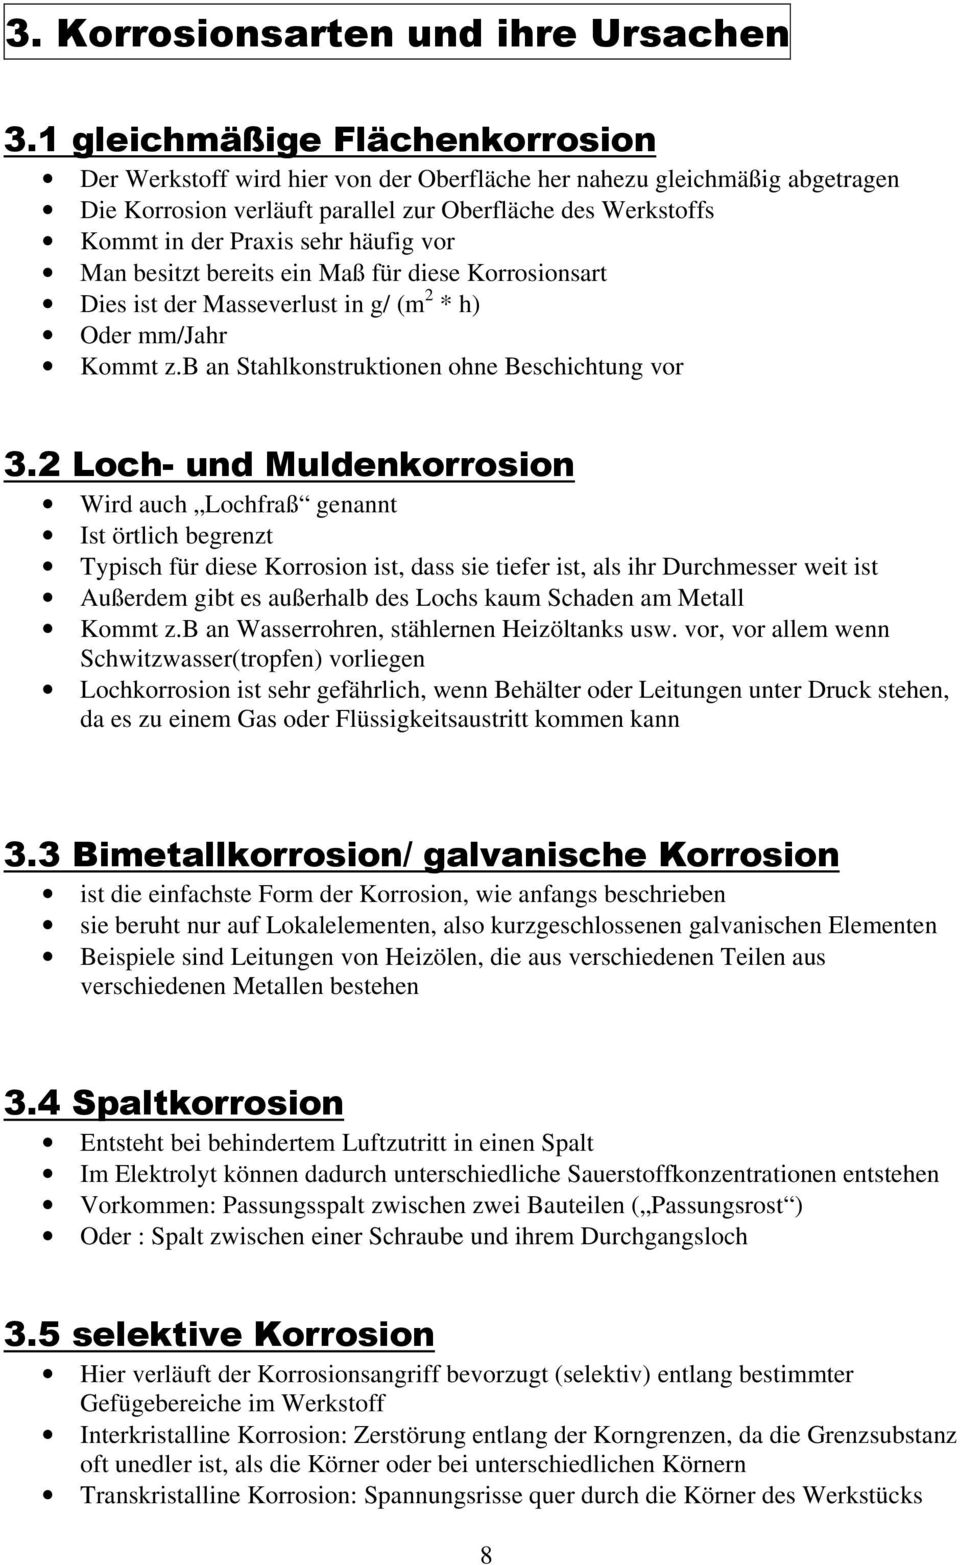 3. Korrosionsarten und ihre Ursachen
3.1 gleichmäßige Flächenkorrosion
• Der Werkstoff wird hier von der Oberfläche her nahezu gleichmäßig abgetragen
• Die Korrosion verläuft parallel zur Oberfläche des Werkstoffs
• Kommt in der Praxis sehr häufig vor
• Man besitzt bereits ein Maß für diese Korrosionsart
• Dies ist der Masseverlust in g/ (m² * h)
• Oder mm/Jahr
• Kommt z.B an Stahlkonstruktionen ohne Beschichtung vor
3.2 Loch- und Muldenkorrosion
• Wird auch „Lochfraß“ genannt
• Ist örtlich begrenzt
• Typisch für diese Korrosion ist, dass sie tiefer ist, als ihr Durchmesser weit ist
• Außerdem gibt es außerhalb des Lochs kaum Schaden am Metall
• Kommt z.B an Wasserrohren, stählernen Heizöltanks usw. vor, vor allem wenn
Schwitzwasser(tropfen) vorliegen
• Lochkorrosion ist sehr gefährlich, wenn Behälter oder Leitungen unter Druck stehen,
da es zu einem Gas oder Flüssigkeitsaustritt kommen kann
3.3 Bimetallkorrosion/ galvanische Korrosion
• ist die einfachste Form der Korrosion, wie anfangs beschrieben
• sie beruht nur auf Lokalelementen, also kurzgeschlossenen galvanischen Elementen
• Beispiele sind Leitungen von Heizölen, die aus verschiedenen Teilen aus
verschiedenen Metallen bestehen
3.4 Spaltkorrosion
• Entsteht bei behindertem Luftzutritt in einen Spalt
• Im Elektrolyt können dadurch unterschiedliche Sauerstoffkonzentrationen entstehen
• Vorkommen: Passungsspalt zwischen zwei Bauteilen („Passungsrost“ )
• Oder : Spalt zwischen einer Schraube und ihrem Durchgangsloch
3.5 selektive Korrosion
• Hier verläuft der Korrosionsangriff bevorzugt (selektiv) entlang bestimmter
Gefügebereiche im Werkstoff
• Interkristalline Korrosion: Zerstörung entlang der Korngrenzen, da die Grenzsubstanz
oft unedler ist, als die Körner oder bei unterschiedlichen Körnern
• Transkristalline Korrosion: Spannungsrisse quer durch die Körner des Werkstücks
8